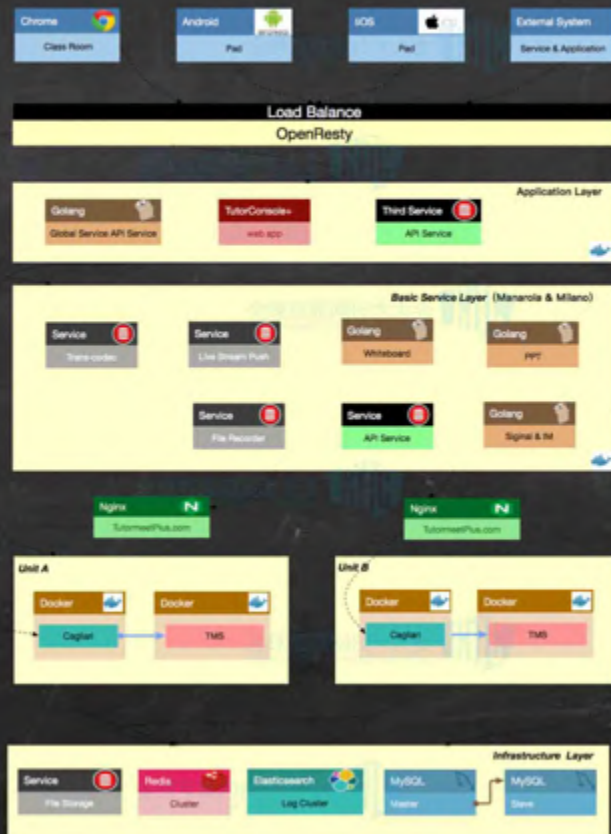 Chrome
Android
iOS
External System
Class Room
Pad
Pad
Service & Application
Load Balance
OpenResty
Application Layer
Golang
TutorConsole+
Third Service
Global Service API Service
web app
API Service
Basic Service Layer (Manarola & Milano)
Service
Service
Golang
Golang
Trans-codec
Live Stream Push
Whiteboard
PPT
Service
Service
Golang
File Recorder
API Service
Siginal & IM
Nginx
Nginx
TutormeetPlus.com
TutormeetPlus.com
Unit A
Unit B
Docker
Docker
Docker
Docker
Cagliari
TMS
Cagliari
TMS
Infrastructure Layer
Service
Redis
Elasticsearch
MySQL
MySQL
File Storage
Cluster
Log Cluster
Master
Slave